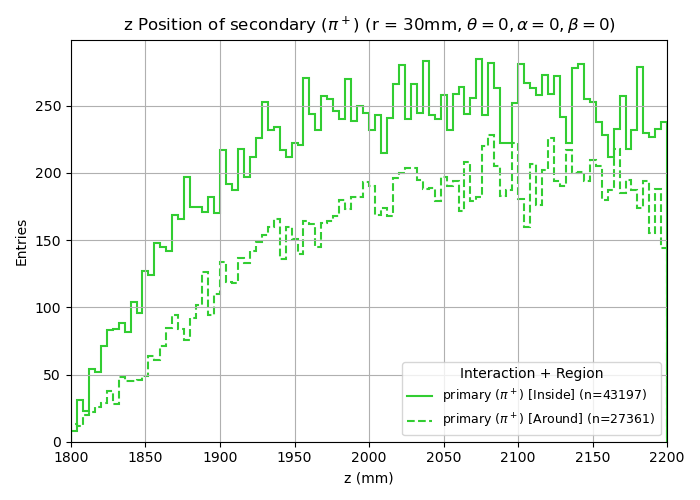 z Position of secondary (π⁺) (r = 30mm, θ = 0, α = 0, β = 0)
Entries
250
200
150
100
50
0
1800 1850 1900 1950 2000 2050 2100 2150 2200
z (mm)
Interaction + Region
primary (π⁺) [Inside] (n=43197)
primary (π⁺) [Around] (n=27361)